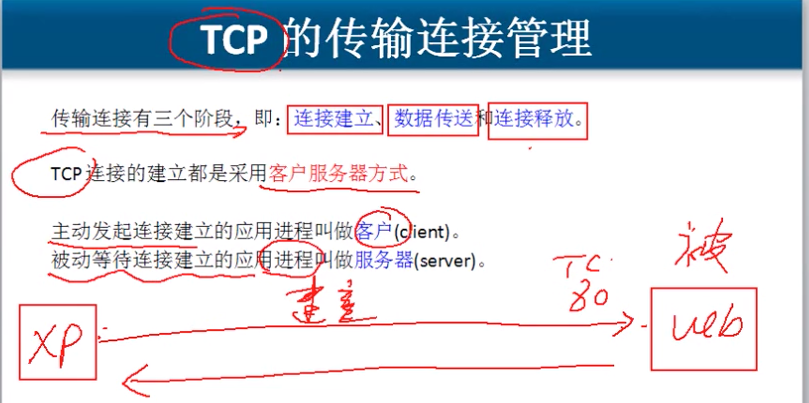 TCP 的传输连接管理
传输连接有三个阶段，即：连接建立、数据传送和连接释放。
TCP连接的建立都是采用客户服务器方式。
主动发起连接建立的应用进程叫做客户(client)。
被动等待连接建立的应用进程叫做服务器(server)。
被
TC
80
建立
XP
web